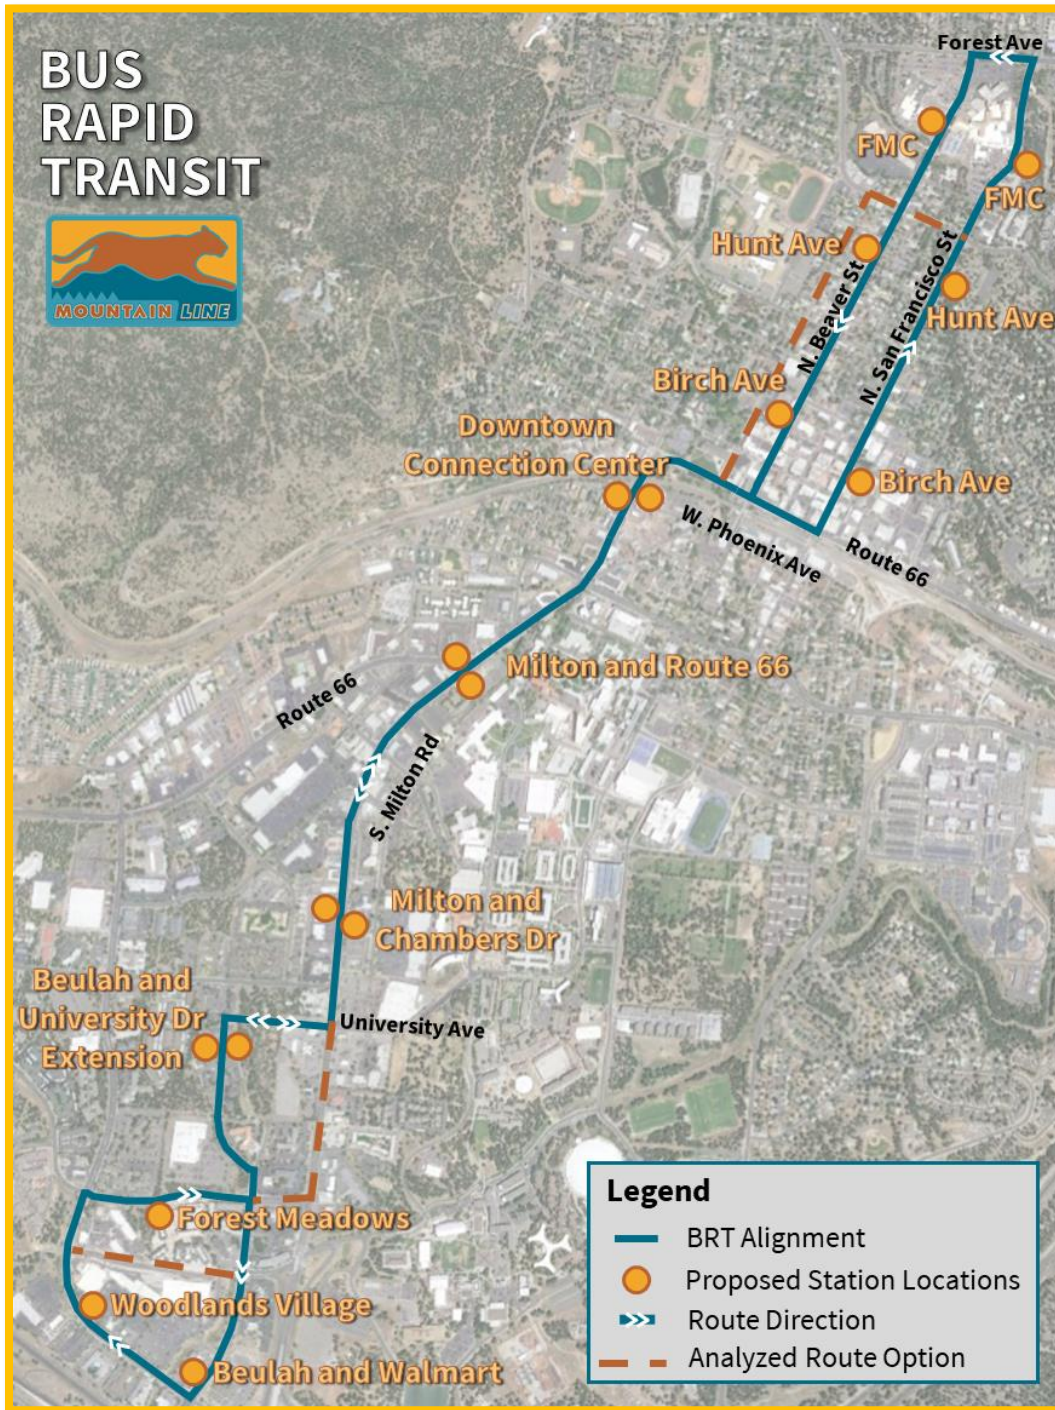 BUS
RAPID
TRANSIT
MOUNTAIN LINE
Forest Ave
FMC
FMC
Hunt Ave
N. Beaver St
N. San Francisco St
Hunt Ave
Birch Ave
Downtown
Connection Center
Birch Ave
W. Phoenix Ave
Route 66
Milton and Route 66
Route 66
S. Milton Rd
Milton and
Chambers Dr
Beulah and
University Dr
Extension
University Ave
Forest Meadows
Woodlands Village
Beulah and Walmart
Legend
BRT Alignment
Proposed Station Locations
Route Direction
Analyzed Route Option